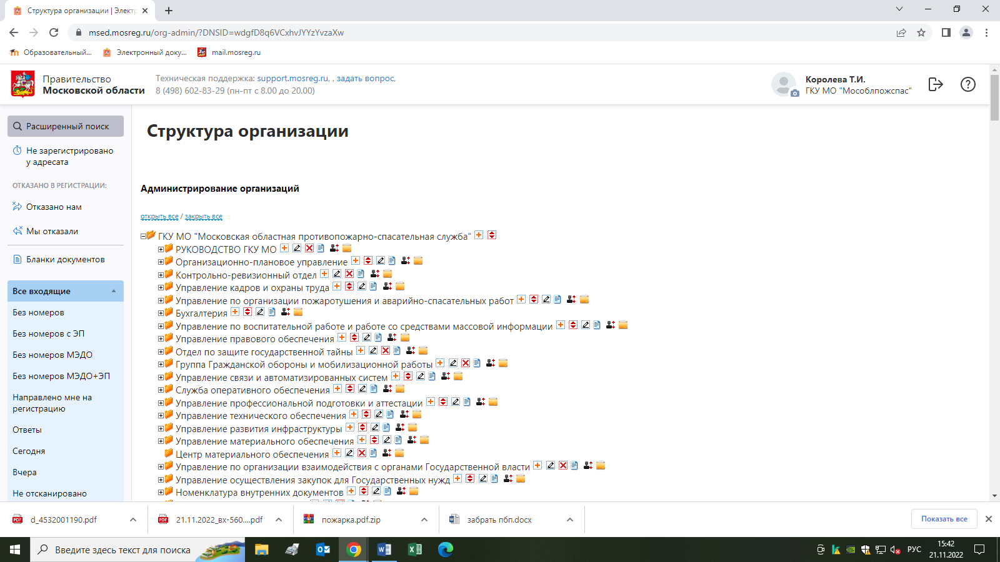 Структура организации | Электр
msed.mosreg.ru/org-admin/?DNSID=wdgfD8q6VCxhvJYYzYvzaXw
Образовательный... Электронный доку... mail.mosreg.ru
Правительство
Московской области
Техническая поддержка: support.mosreg.ru, , задать вопрос,
8 (498) 602-83-29 (пн-пт с 8.00 до 20.00)
Королева Т.И.
ГКУ МО "Мособлпожспас"
Расширенный поиск
Не зарегистрировано
у адресата
ОТКАЗАНО В РЕГИСТРАЦИИ:
Отказано нам
Мы отказали
Бланки документов
Все входящие
Без номеров
Без номеров с ЭП
Без номеров МЭДО
Без номеров МЭДО+ЭП
Направлено мне на
регистрацию
Ответы
Сегодня
Вчера
Не отсканировано
Структура организации
Администрирование организаций
открыть все / закрыть все
ГКУ МО "Московская областная противопожарно-спасательная служба"
РУКОВОДСТВО ГКУ МО
Организационно-плановое управление
Контрольно-ревизионный отдел
Управление кадров и охраны труда
Управление по организации пожаротушения и аварийно-спасательных работ
Бухгалтерия
Управление по воспитательной работе и работе со средствами массовой информации
Управление правового обеспечения
Отдел по защите государственной тайны
Группа Гражданской обороны и мобилизационной работы
Управление связи и автоматизированных систем
Служба оперативного обеспечения
Управление профессиональной подготовки и аттестации
Управление технического обеспечения
Управление развития инфраструктуры
Управление материального обеспечения
Центр материального обеспечения
Управление по организации взаимодействия с органами Государственной власти
Управление осуществления закупок для Государственных нужд
Номенклатура внутренних документов
d_4532001190.pdf
21.11.2022_вх-560....pdf
пожарка.pdf.zip
забрать пбп.docx
Показать все
Введите здесь текст для поиска
РУС
15:42
21.11.2022